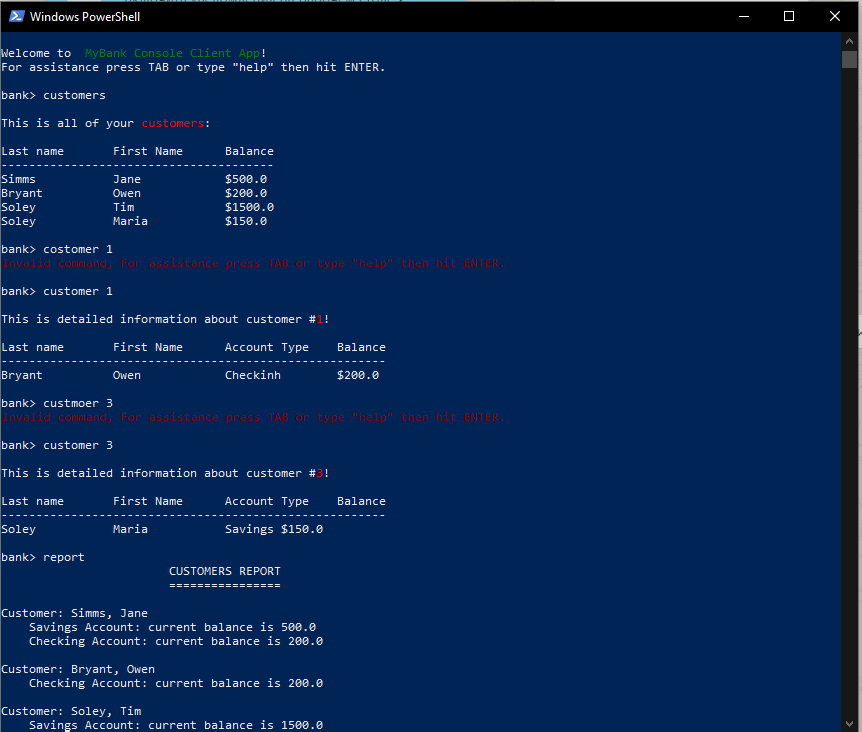 Windows PowerShell
Welcome to MyBank Console Client App!
For assistance press TAB or type "help" then hit ENTER.
bank> customers
This is all of your customers:
Last name First Name Balance
----------------------------------------
Simms Jane $500.0
Bryant Owen $200.0
Soley Tim $1500.0
Soley Maria $150.0
bank> costomer 1
Invalid command, For assistance press TAB or type "help" then hit ENTER.
bank> customer 1
This is detailed information about customer #1!
Last name First Name Account Type Balance
-------------------------------------------------------
Bryant Owen Checkinh $200.0
bank> custmoer 3
Invalid command, For assistance press TAB or type "help" then hit ENTER.
bank> customer 3
This is detailed information about customer #3!
Last name First Name Account Type Balance
-------------------------------------------------------
Soley Maria Savings $150.0
bank> report
CUSTOMERS REPORT
================
Customer: Simms, Jane
Savings Account: current balance is 500.0
Checking Account: current balance is 200.0
Customer: Bryant, Owen
Checking Account: current balance is 200.0
Customer: Soley, Tim
Savings Account: current balance is 1500.0